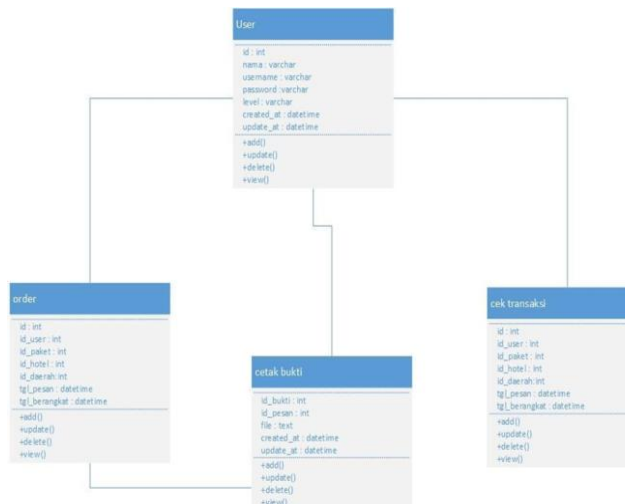 User
id : int
nama : varchar
username : varchar
password :varchar
level : varchar
created_at : datetime
update_at : datetime
+add()
+update()
+delete()
+view()
order
id : int
id_user : int
id_paket : int
id_hotel : int
id_daerah:int
tgl_pesan : datetime
tgl_berangkat : datetime
+add()
+update()
+delete()
+view()
cetak bukti
id_bukti : int
id_pesan : int
file : text
created_at : datetime
update_at : datetime
+add()
+update()
+delete()
+view()
cek transaksi
id : int
id_user : int
id_paket : int
id_hotel : int
id_daerah:int
tgl_pesan : datetime
tgl_berangkat : datetime
+add()
+update()
+delete()
+view()